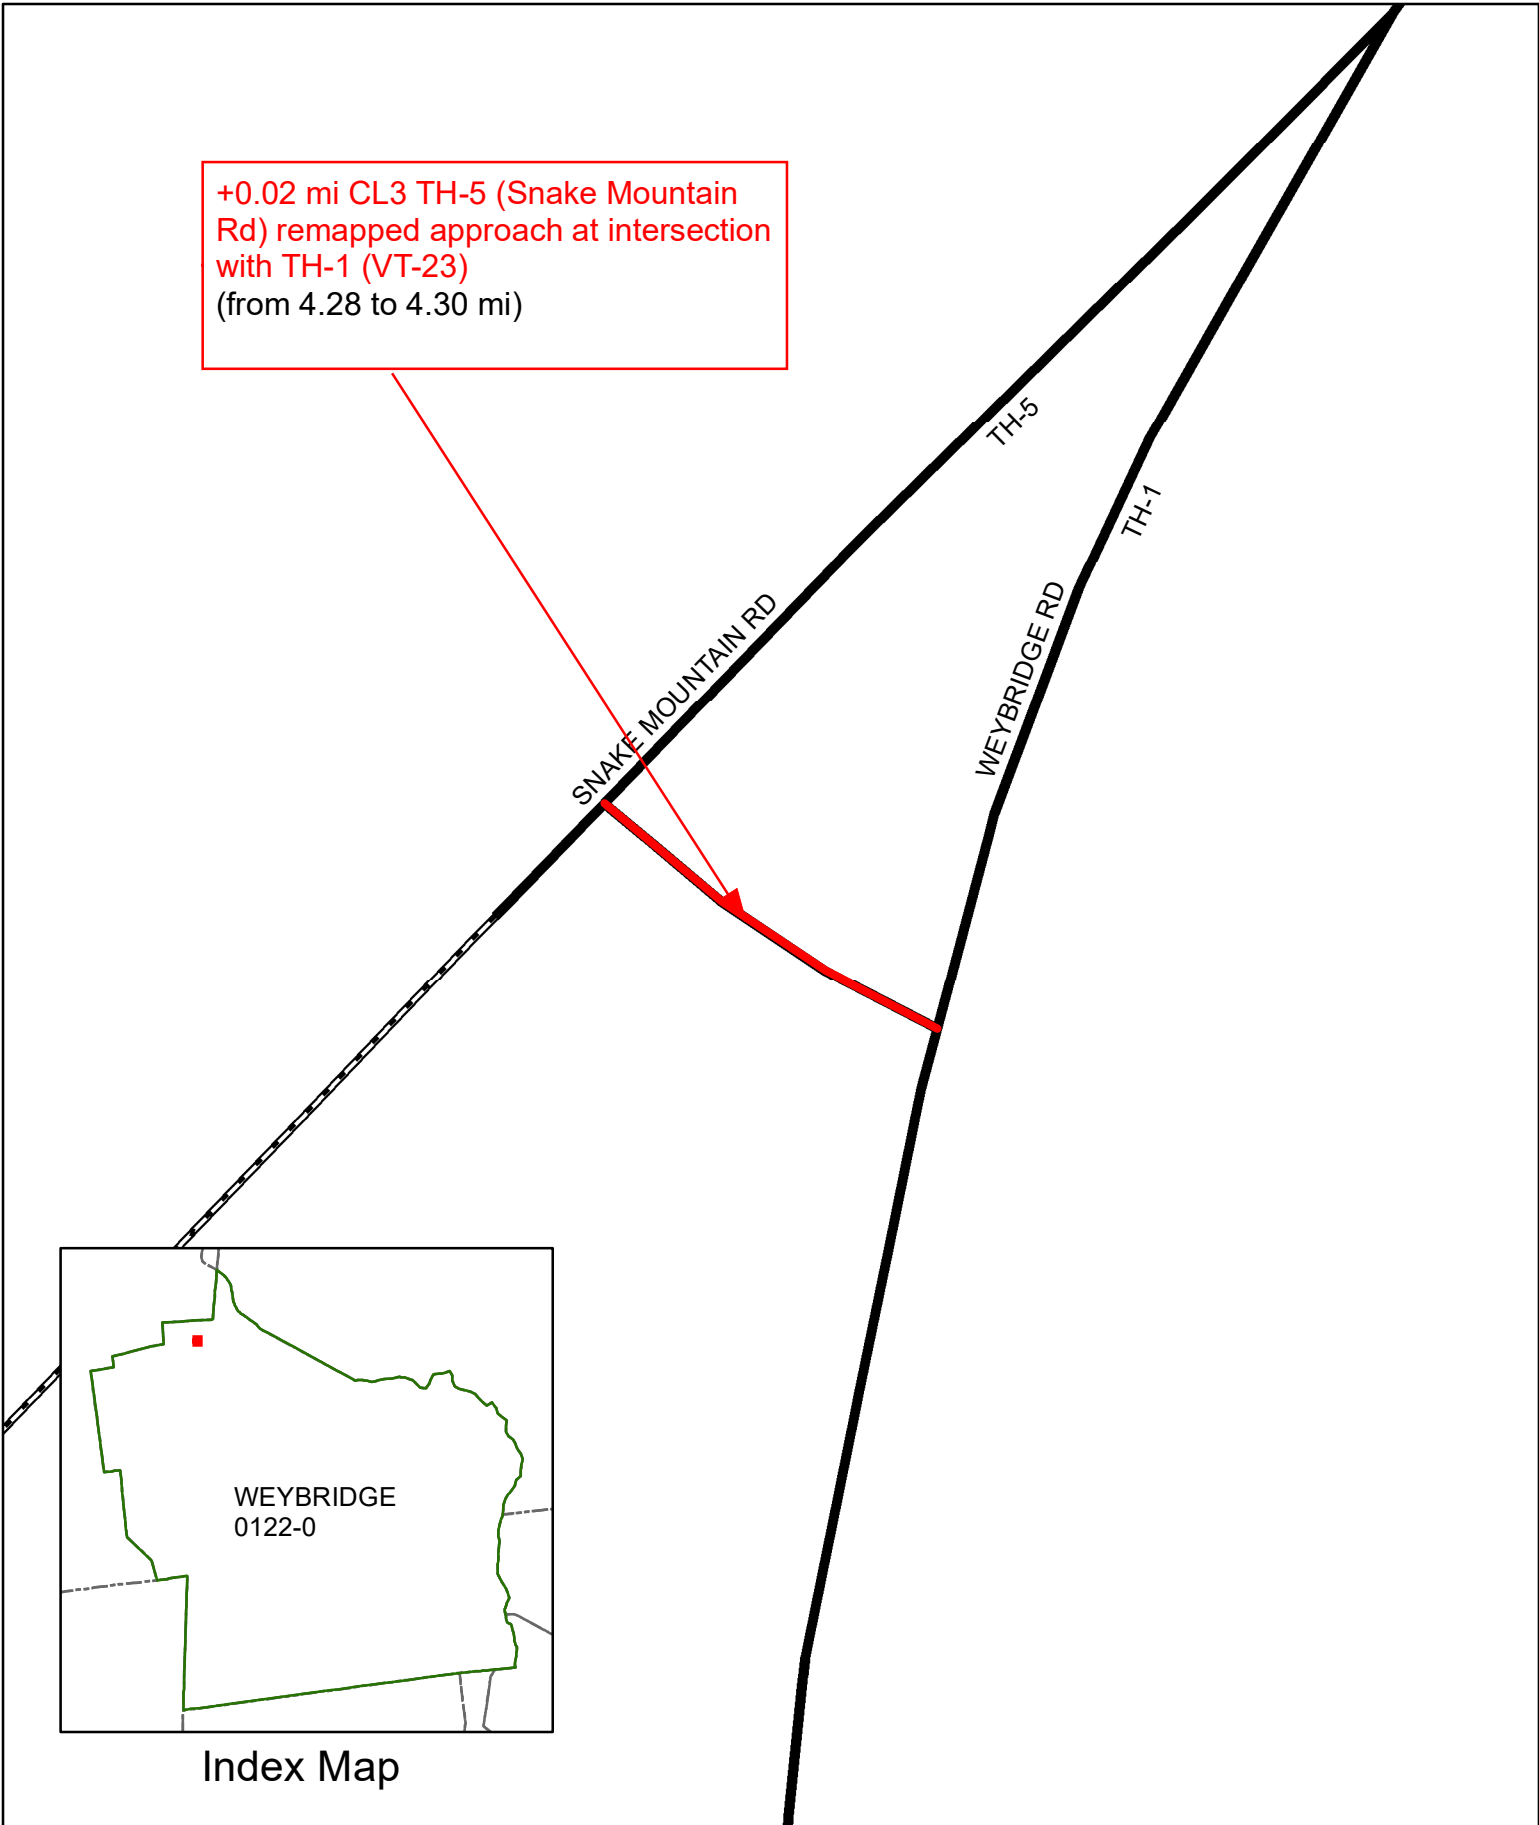 +0.02 mi CL3 TH-5 (Snake Mountain
Rd) remapped approach at intersection
with TH-1 (VT-23)
(from 4.28 to 4.30 mi)
TH-5
TH-1
WEYBRIDGE RD
SNAKE MOUNTAIN RD
WEYBRIDGE
0122-0
Index Map